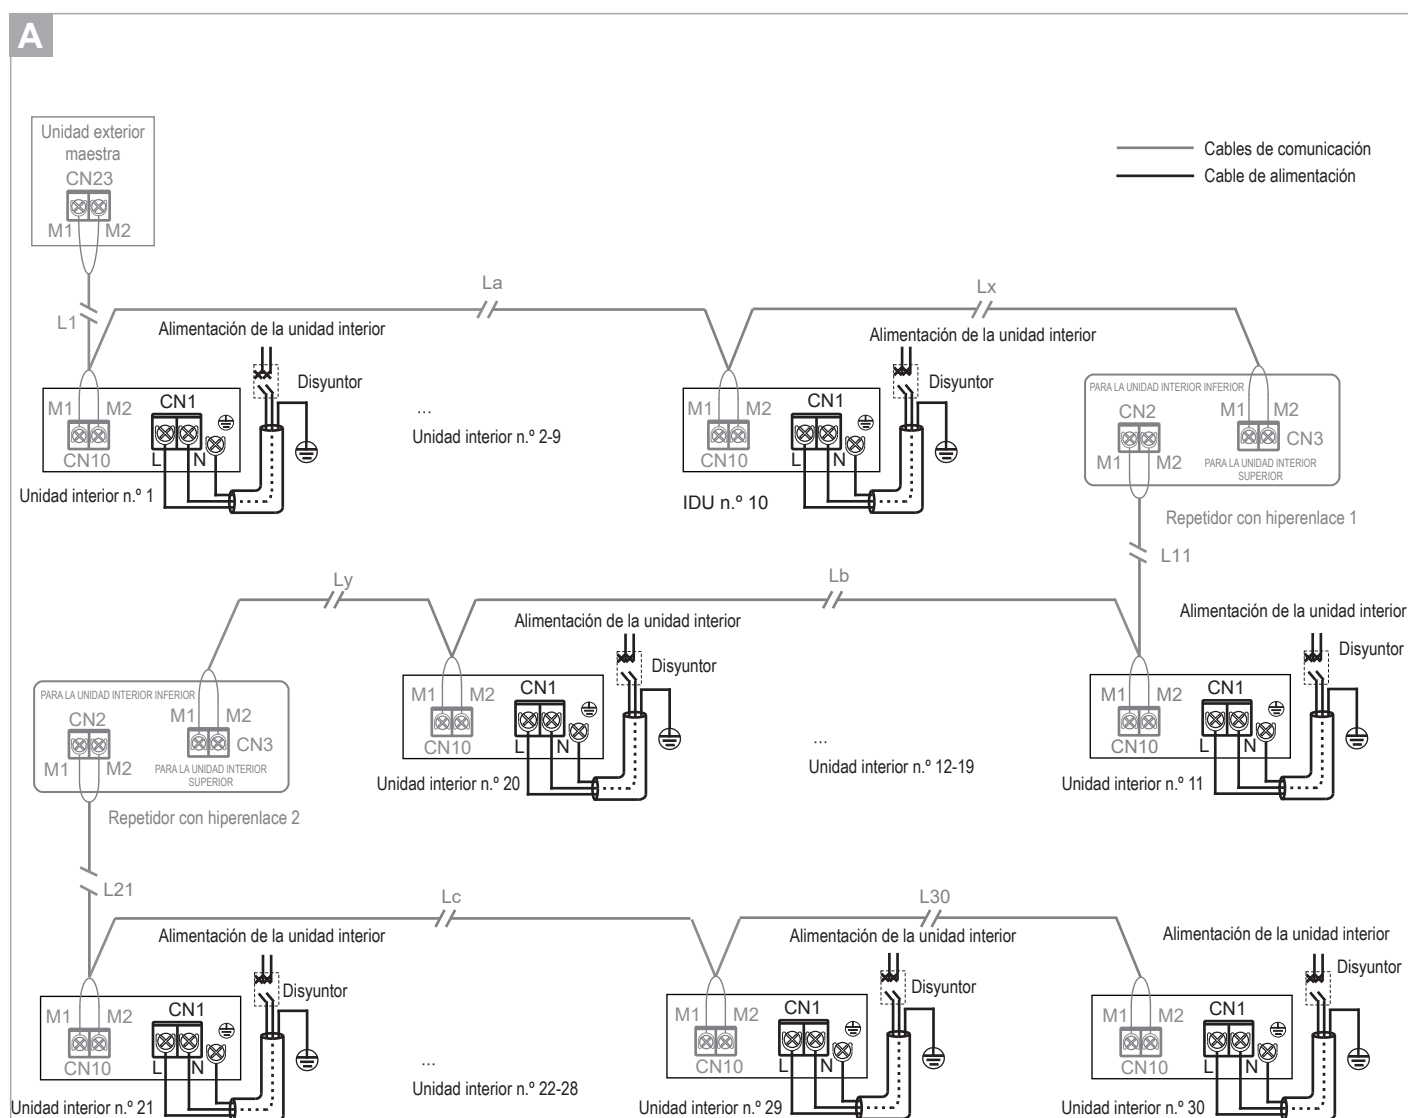 A
Unidad exterior
maestra
CN23
M1 M2
Cables de comunicación
Cable de alimentación
La
Lx
L1
Alimentación de la unidad interior
Disyuntor
M1 M2
CN1
CN10
L N
Unidad interior n.º 1
...
Unidad interior n.º 2-9
Alimentación de la unidad interior
Disyuntor
M1 M2
CN1
CN10
L N
IDU n.º 10
PARA LA UNIDAD INTERIOR INFERIOR
CN2
M1 M2
M1 M2
CN3
PARA LA UNIDAD INTERIOR
SUPERIOR
Repetidor con hiperenlace 1
L11
Ly
Lb
PARA LA UNIDAD INTERIOR INFERIOR
CN2
M1 M2
M1 M2
CN3
PARA LA UNIDAD INTERIOR
SUPERIOR
Repetidor con hiperenlace 2
Alimentación de la unidad interior
Disyuntor
M1 M2
CN1
CN10
L N
Unidad interior n.º 20
...
Unidad interior n.º 12-19
Alimentación de la unidad interior
Disyuntor
M1 M2
CN1
CN10
L N
Unidad interior n.º 11
L21
Lc
L30
Alimentación de la unidad interior
Disyuntor
M1 M2
CN1
CN10
L N
Unidad interior n.º 21
...
Unidad interior n.º 22-28
Alimentación de la unidad interior
Disyuntor
M1 M2
CN1
CN10
L N
Unidad interior n.º 29
Alimentación de la unidad interior
Disyuntor
M1 M2
CN1
CN10
L N
Unidad interior n.º 30